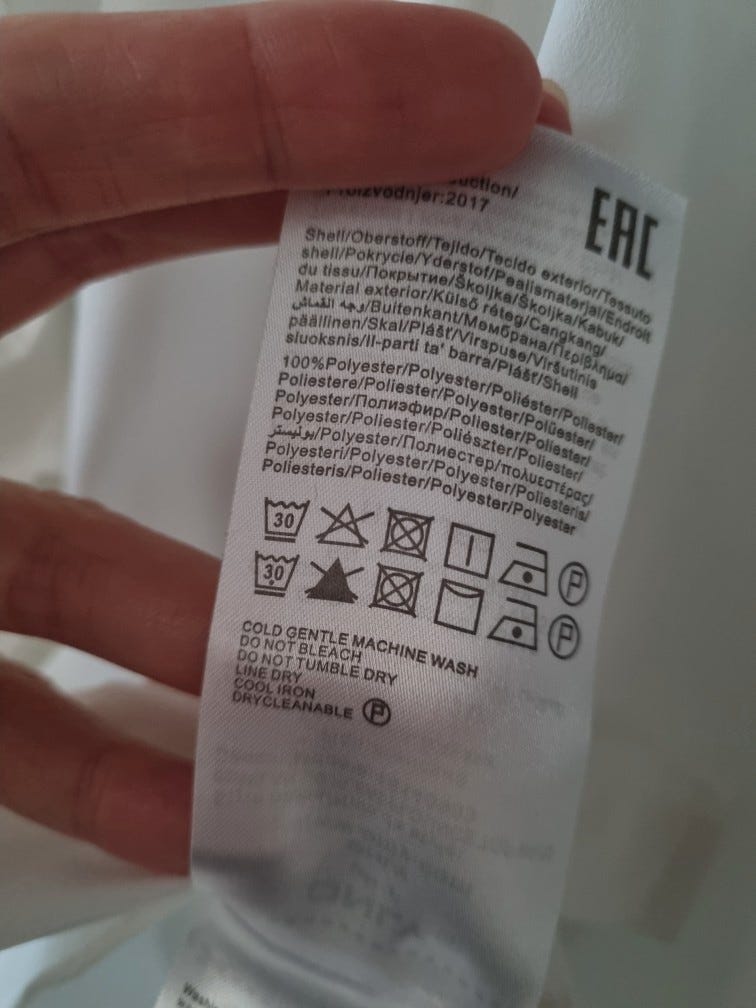 uction/
roizvodnjer:2017
EAC
Shell/Oberstoff/Tejido/Tecido exterior/Tessuto
shell/Pokrycie/Yderstof/Pealismaterjal/Endroit
du tissu/Покрытие/Školjka/Školjka/Kabuk/
Material exterior/Külső réteg/Cangkang/
وجه القماش/Buitenkant/Мембрана/Περίβλημα/
päällinen/Skal/Plášť/Virspuse/Viršutinis
sluoksnis/Il-parti ta' barra/Plášť/Shell
100%Polyester/Polyester/Poliéster/Poliester/
Poliestere/Poliester/Polyester/Polüester/
Polyester/Полиэфир/Poliester/Poliester/
Polyester/Poliester/Poliészter/Poliester/
بوليستر/Polyester/Полиестер/πολυεστέρας/
Polyesteri/Polyester/Polyester/Poliesteris/
Poliesteris/Poliester/Polyester/Polyester
30 P
30 P
COLD GENTLE MACHINE WASH
DO NOT BLEACH
DO NOT TUMBLE DRY
LINE DRY
COOL IRON
DRYCLEANABLE P